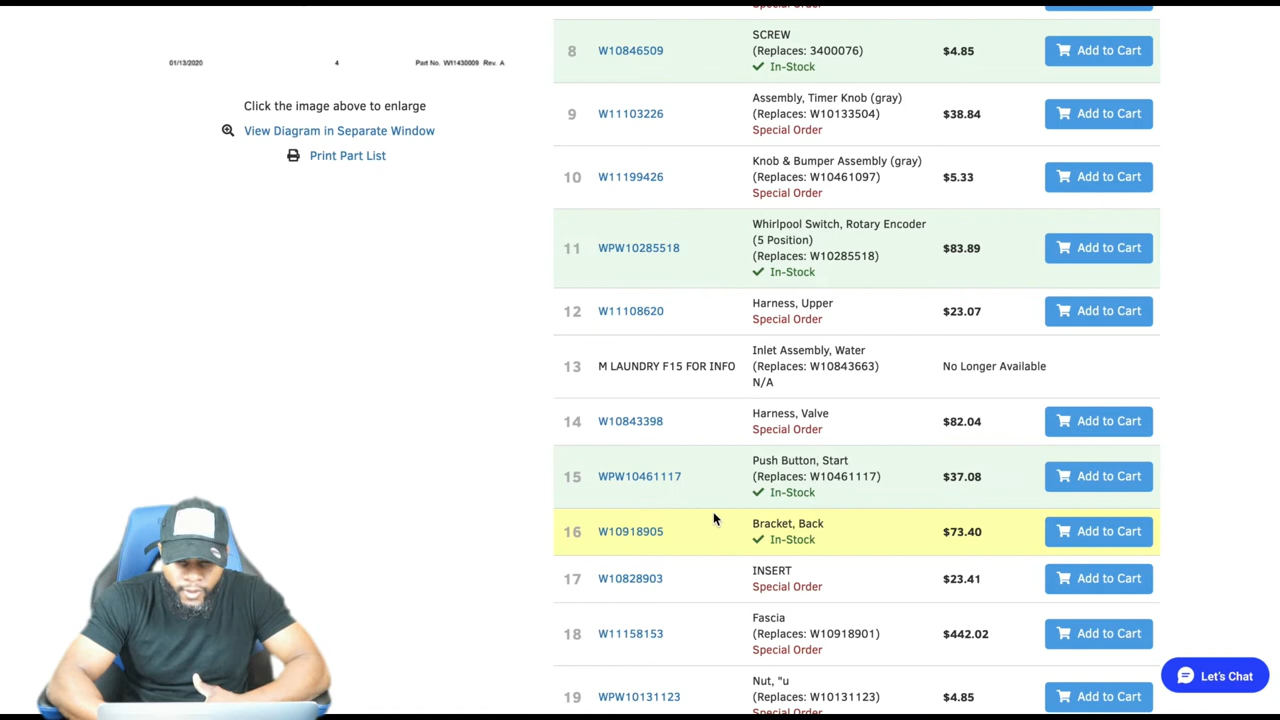 01/13/2020 4 Part No. W11430009 Rev. A
Click the image above to enlarge
View Diagram in Separate Window
Print Part List
8 W10846509 SCREW
(Replaces: 3400076)
In-Stock
$4.85 Add to Cart
9 W11103226 Assembly, Timer Knob (gray)
(Replaces: W10133504)
Special Order
$38.84 Add to Cart
10 W11199426 Knob & Bumper Assembly (gray)
(Replaces: W10461097)
Special Order
$5.33 Add to Cart
11 WPW10285518 Whirlpool Switch, Rotary Encoder
(5 Position)
(Replaces: W10285518)
In-Stock
$83.89 Add to Cart
12 W11108620 Harness, Upper
Special Order
$23.07 Add to Cart
13 M LAUNDRY F15 FOR INFO Inlet Assembly, Water
(Replaces: W10843663)
N/A
No Longer Available
14 W10843398 Harness, Valve
Special Order
$82.04 Add to Cart
15 WPW10461117 Push Button, Start
(Replaces: W10461117)
In-Stock
$37.08 Add to Cart
16 W10918905 Bracket, Back
In-Stock
$73.40 Add to Cart
17 W10828903 INSERT
Special Order
$23.41 Add to Cart
18 W11158153 Fascia
(Replaces: W10918901)
Special Order
$442.02 Add to Cart
19 WPW10131123 Nut, "u
(Replaces: W10131123)
Special Order
$4.85 Add to Cart
Let's Chat